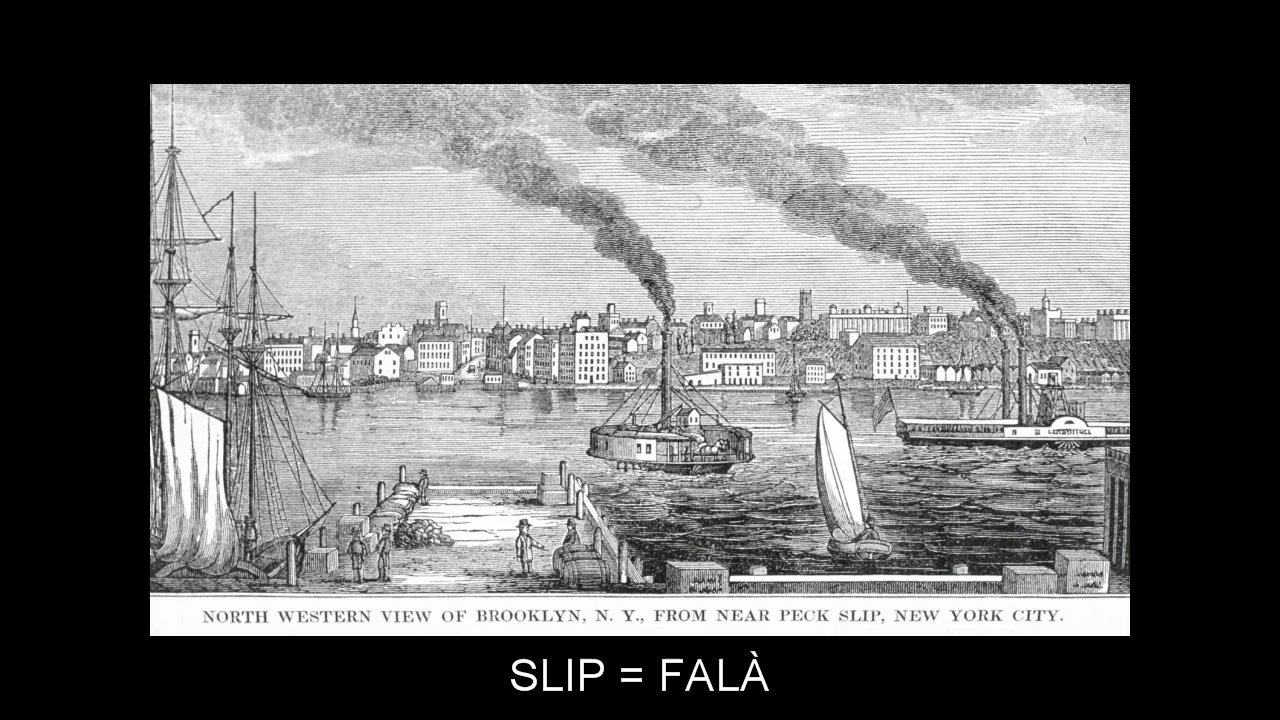 NORTH WESTERN VIEW OF BROOKLYN, N. Y., FROM NEAR PECK SLIP, NEW YORK CITY.
SLIP = FALÀ